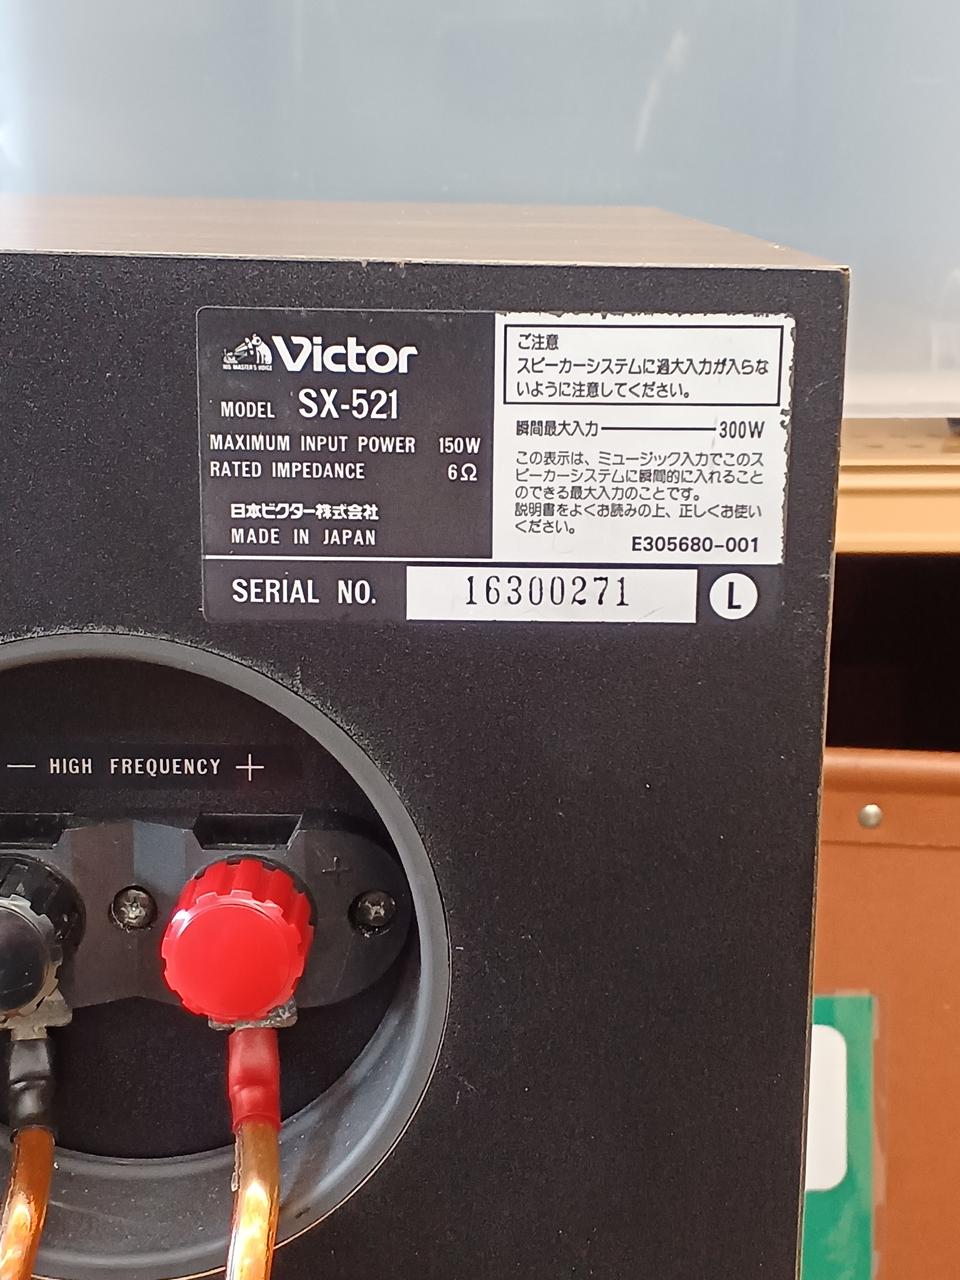 HIS MASTER'S VOICE
Victor
MODEL SX-521
MAXIMUM INPUT POWER 150W
RATED IMPEDANCE 6Ω
日本ビクター株式会社
MADE IN JAPAN
ご注意
スピーカーシステムに過大入力が入らな
いように注意してください。
瞬間最大入力 300W
この表示は、ミュージック入力でこのス
ピーカーシステムに瞬間的に入れること
のできる最大入力のことです。
説明書をよくお読みの上、正しくお使い
ください。
E305680-001
SERIAL NO. 16300271 L
— HIGH FREQUENCY +
+